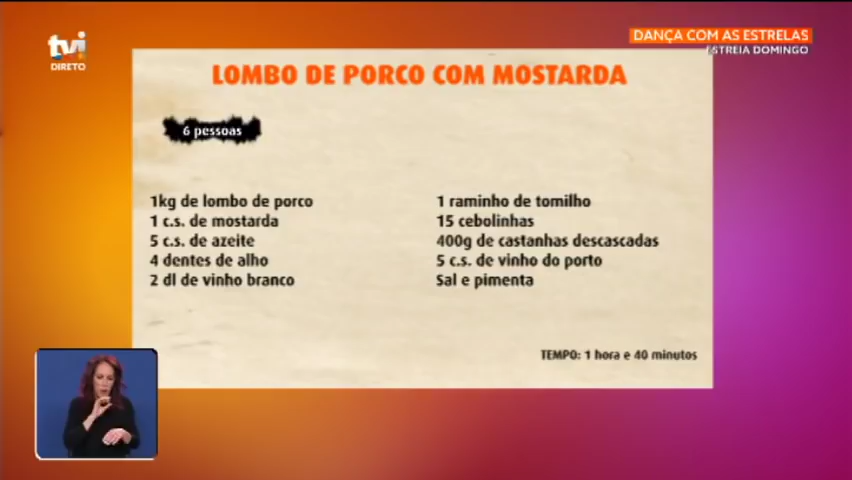 tvi
DIRETO
DANÇA COM AS ESTRELAS
ESTREIA DOMINGO
LOMBO DE PORCO COM MOSTARDA
6 pessoas
1kg de lombo de porco
1 c.s. de mostarda
5 c.s. de azeite
4 dentes de alho
2 dl de vinho branco
1 raminho de tomilho
15 cebolinhas
400g de castanhas descascadas
5 c.s. de vinho do porto
Sal e pimenta
TEMPO: 1 hora e 40 minutos